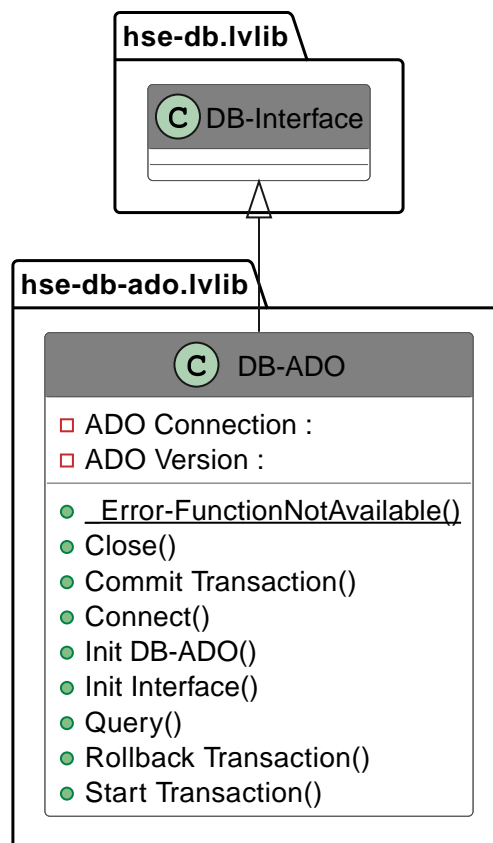 hse-db.lvlib
C DB-Interface
hse-db-ado.lvlib
C DB-ADO
ADO Connection :
ADO Version :
_Error-FunctionNotAvailable()
Close()
Commit Transaction()
Connect()
Init DB-ADO()
Init Interface()
Query()
Rollback Transaction()
Start Transaction()